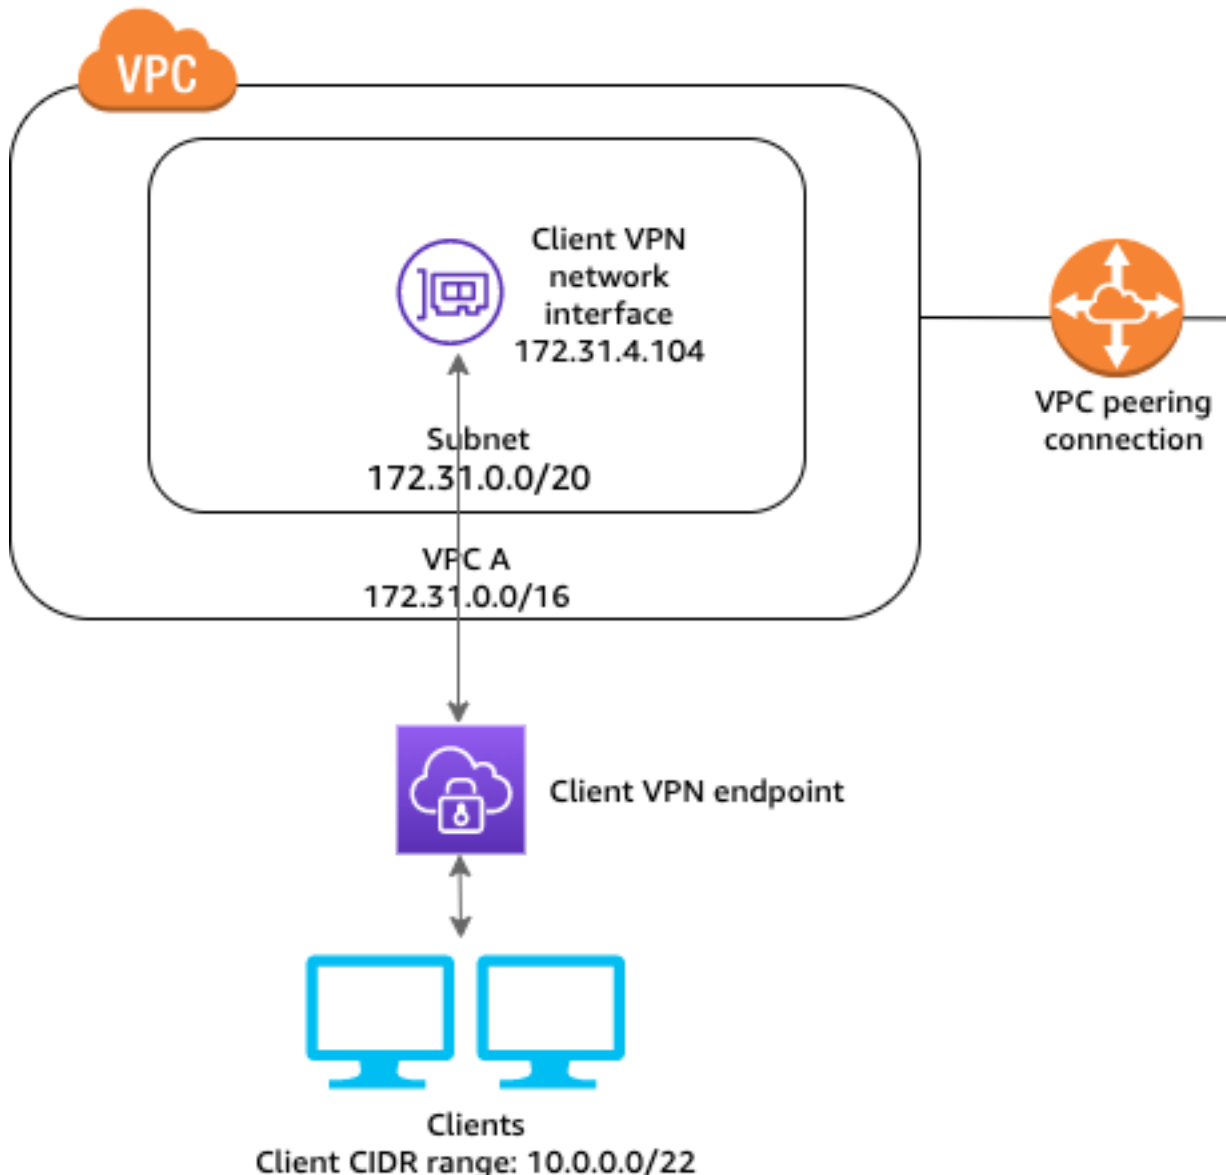 VPC
Client VPN
network
interface
172.31.4.104
Subnet
172.31.0.0/20
VPC A
172.31.0.0/16
VPC peering
connection
Client VPN endpoint
Clients
Client CIDR range: 10.0.0.0/22